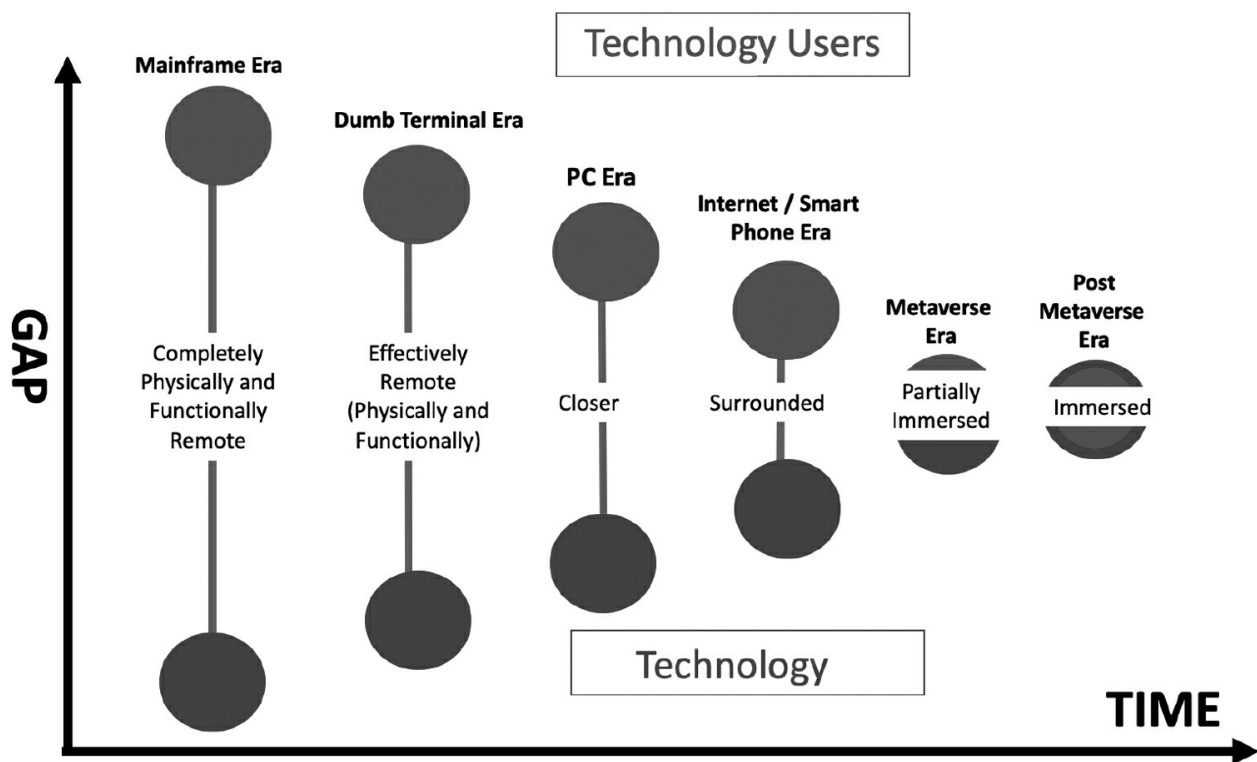 Technology Users
Mainframe Era
Dumb Terminal Era
PC Era
Internet / Smart
Phone Era
Metaverse
Era
Post
Metaverse
Era
GAP
Completely
Physically and
Functionally
Remote
Effectively
Remote
(Physically and
Functionally)
Closer
Surrounded
Partially
Immersed
Immersed
Technology
TIME